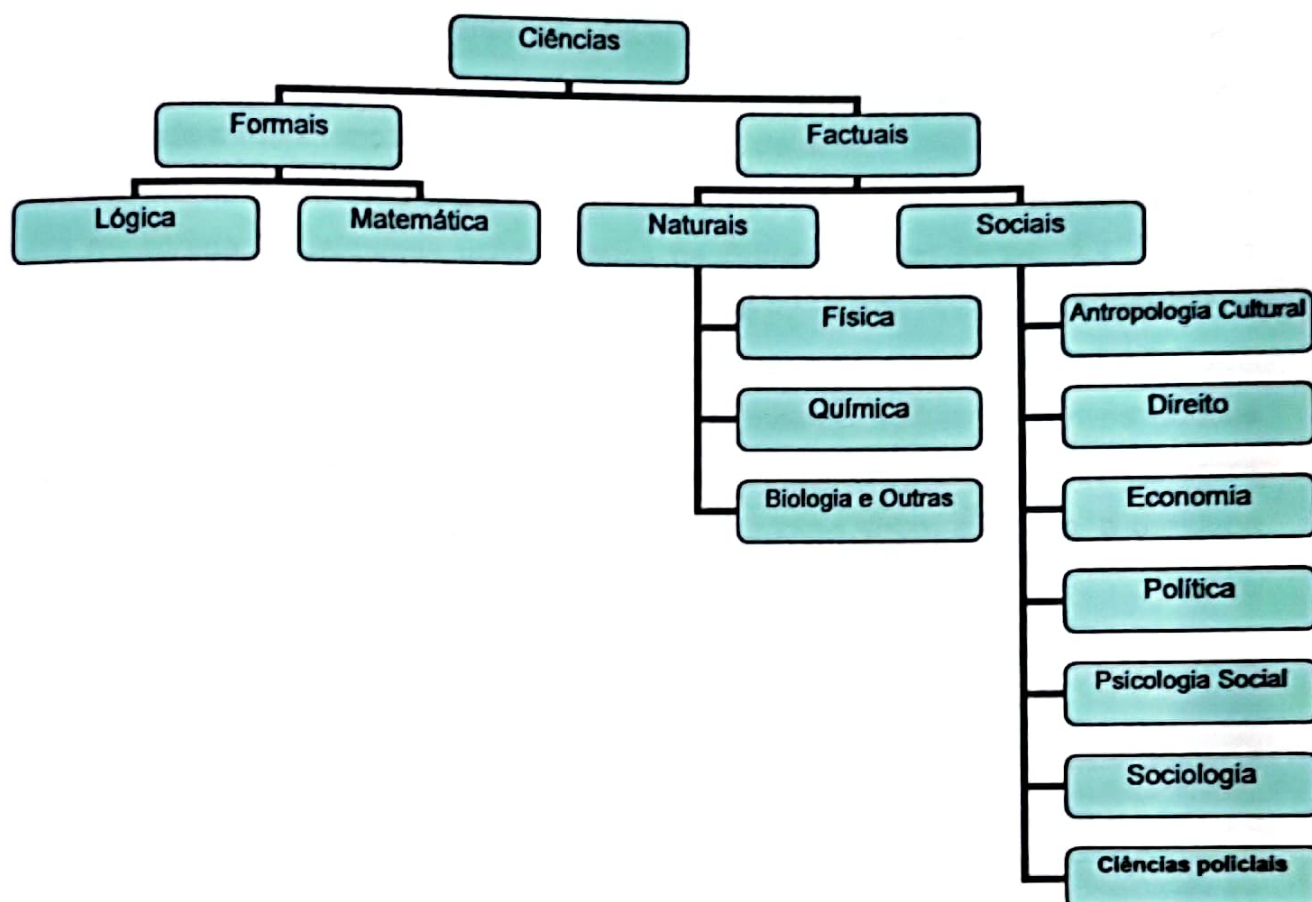 Ciências
Formais
Factuais
Lógica
Matemática
Naturais
Sociais
Física
Antropologia Cultural
Química
Direito
Biologia e Outras
Economia
Política
Psicologia Social
Sociologia
Ciências policiais